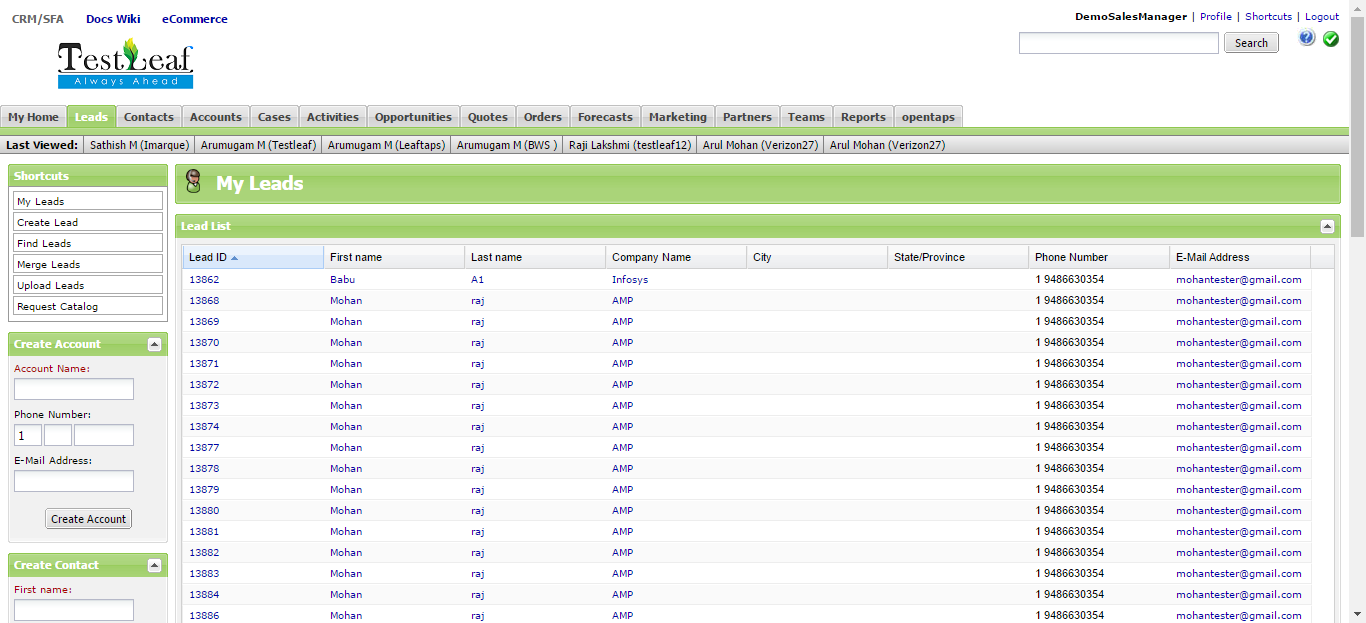 CRM/SFA Docs Wiki eCommerce
DemoSalesManager | Profile | Shortcuts | Logout
TestLeaf
Always Ahead
Search
My Home Leads Contacts Accounts Cases Activities Opportunities Quotes Orders Forecasts Marketing Partners Teams Reports opentaps
Last Viewed: Sathish M (Imarque) Arumugam M (Testleaf) Arumugam M (Leaftaps) Arumugam M (BWS ) Raji Lakshmi (testleaf12) Arul Mohan (Verizon27) Arul Mohan (Verizon27)
Shortcuts
My Leads
Create Lead
Find Leads
Merge Leads
Upload Leads
Request Catalog
Create Account
Account Name:
Phone Number:
1
E-Mail Address:
Create Account
Create Contact
First name:
My Leads
Lead List
Lead ID First name Last name Company Name City State/Province Phone Number E-Mail Address
13862 Babu A1 Infosys 1 9486630354 mohantester@gmail.com
13868 Mohan raj AMP 1 9486630354 mohantester@gmail.com
13869 Mohan raj AMP 1 9486630354 mohantester@gmail.com
13870 Mohan raj AMP 1 9486630354 mohantester@gmail.com
13871 Mohan raj AMP 1 9486630354 mohantester@gmail.com
13872 Mohan raj AMP 1 9486630354 mohantester@gmail.com
13873 Mohan raj AMP 1 9486630354 mohantester@gmail.com
13874 Mohan raj AMP 1 9486630354 mohantester@gmail.com
13877 Mohan raj AMP 1 9486630354 mohantester@gmail.com
13878 Mohan raj AMP 1 9486630354 mohantester@gmail.com
13879 Mohan raj AMP 1 9486630354 mohantester@gmail.com
13880 Mohan raj AMP 1 9486630354 mohantester@gmail.com
13881 Mohan raj AMP 1 9486630354 mohantester@gmail.com
13882 Mohan raj AMP 1 9486630354 mohantester@gmail.com
13883 Mohan raj AMP 1 9486630354 mohantester@gmail.com
13884 Mohan raj AMP 1 9486630354 mohantester@gmail.com
13886 Mohan raj AMP 1 9486630354 mohantester@gmail.com